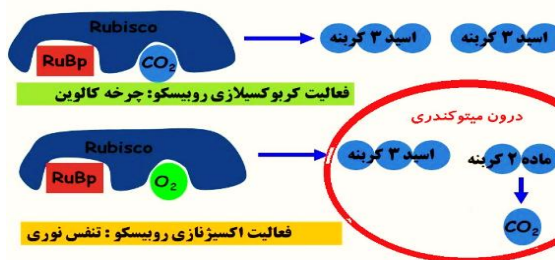 Rubisco
RuBp
CO2
اسید ۳ کربنه
اسید ۳ کربنه
فعالیت کربوکسیلازی روبیسکو: چرخه کالوین
درون میتوکندری
Rubisco
RuBp
O2
اسید ۳ کربنه
ماده ۲ کربنه
CO2
فعالیت اکسیژنازی روبیسکو : تنفس نوری